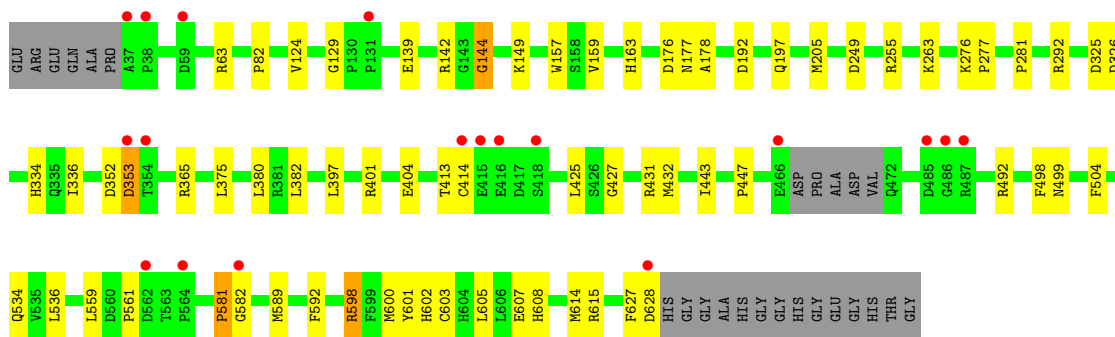 GLU ARG GLU GLN ALA PRO A37 P38 D59 R63 P82 V124 G129 P130 P131 E139 R142 G143 G144 K149 W157 S158 V159 H163 D176 N177 A178 D192 Q197 M205 D249 R255 K263 K276 P277 P281 R292 D325 D326
H334 Q335 I336 D352 D353 T354 R365 L375 L380 R381 L382 L397 R401 E404 T413 C414 E415 E416 D417 S418 L425 S426 G427 R431 M432 I443 P447 E466 ASP PRO ALA ASP VAL Q472 D485 G486 R487 R492 F498 N499 F504
Q534 V535 L536 L559 D560 P561 D562 T563 P564 P581 G582 M589 F592 R598 F599 M600 Y601 H602 C603 H604 L605 L606 E607 H608 M614 R615 F627 D628 HIS GLY GLY ALA HIS GLY GLY HIS GLY GLU GLY HIS THR GLY